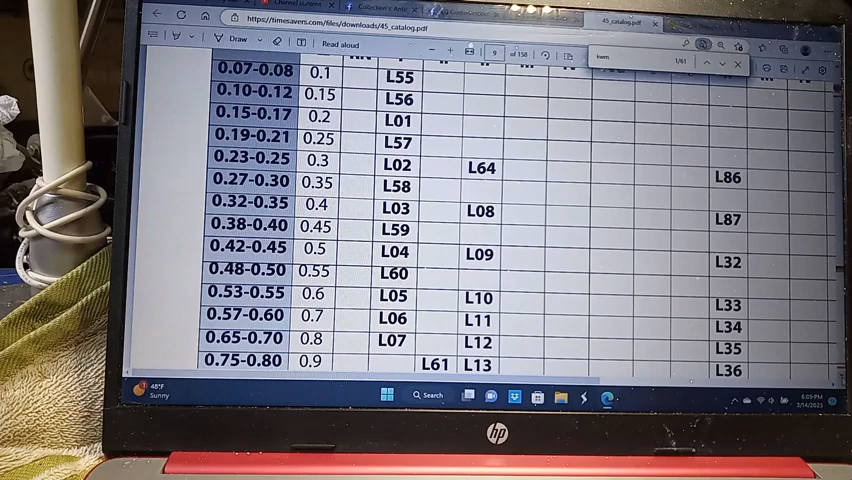 Channel content
Collection's Antic
45_catalog.pdf
https://timesavers.com/files/downloads/45_catalog.pdf
Draw
Read aloud
9
of 158
1/61
0.07-0.08 0.1 L55
0.10-0.12 0.15 L56
0.15-0.17 0.2 L01
0.19-0.21 0.25 L57
0.23-0.25 0.3 L02 L64 L86
0.27-0.30 0.35 L58
0.32-0.35 0.4 L03 L08 L87
0.38-0.40 0.45 L59
0.42-0.45 0.5 L04 L09 L32
0.48-0.50 0.55 L60
0.53-0.55 0.6 L05 L10 L33
0.57-0.60 0.7 L06 L11 L34
0.65-0.70 0.8 L07 L12 L35
0.75-0.80 0.9 L61 L13 L36
1
48°F
Sunny
Search
6:09 PM
3/14/2023
hp